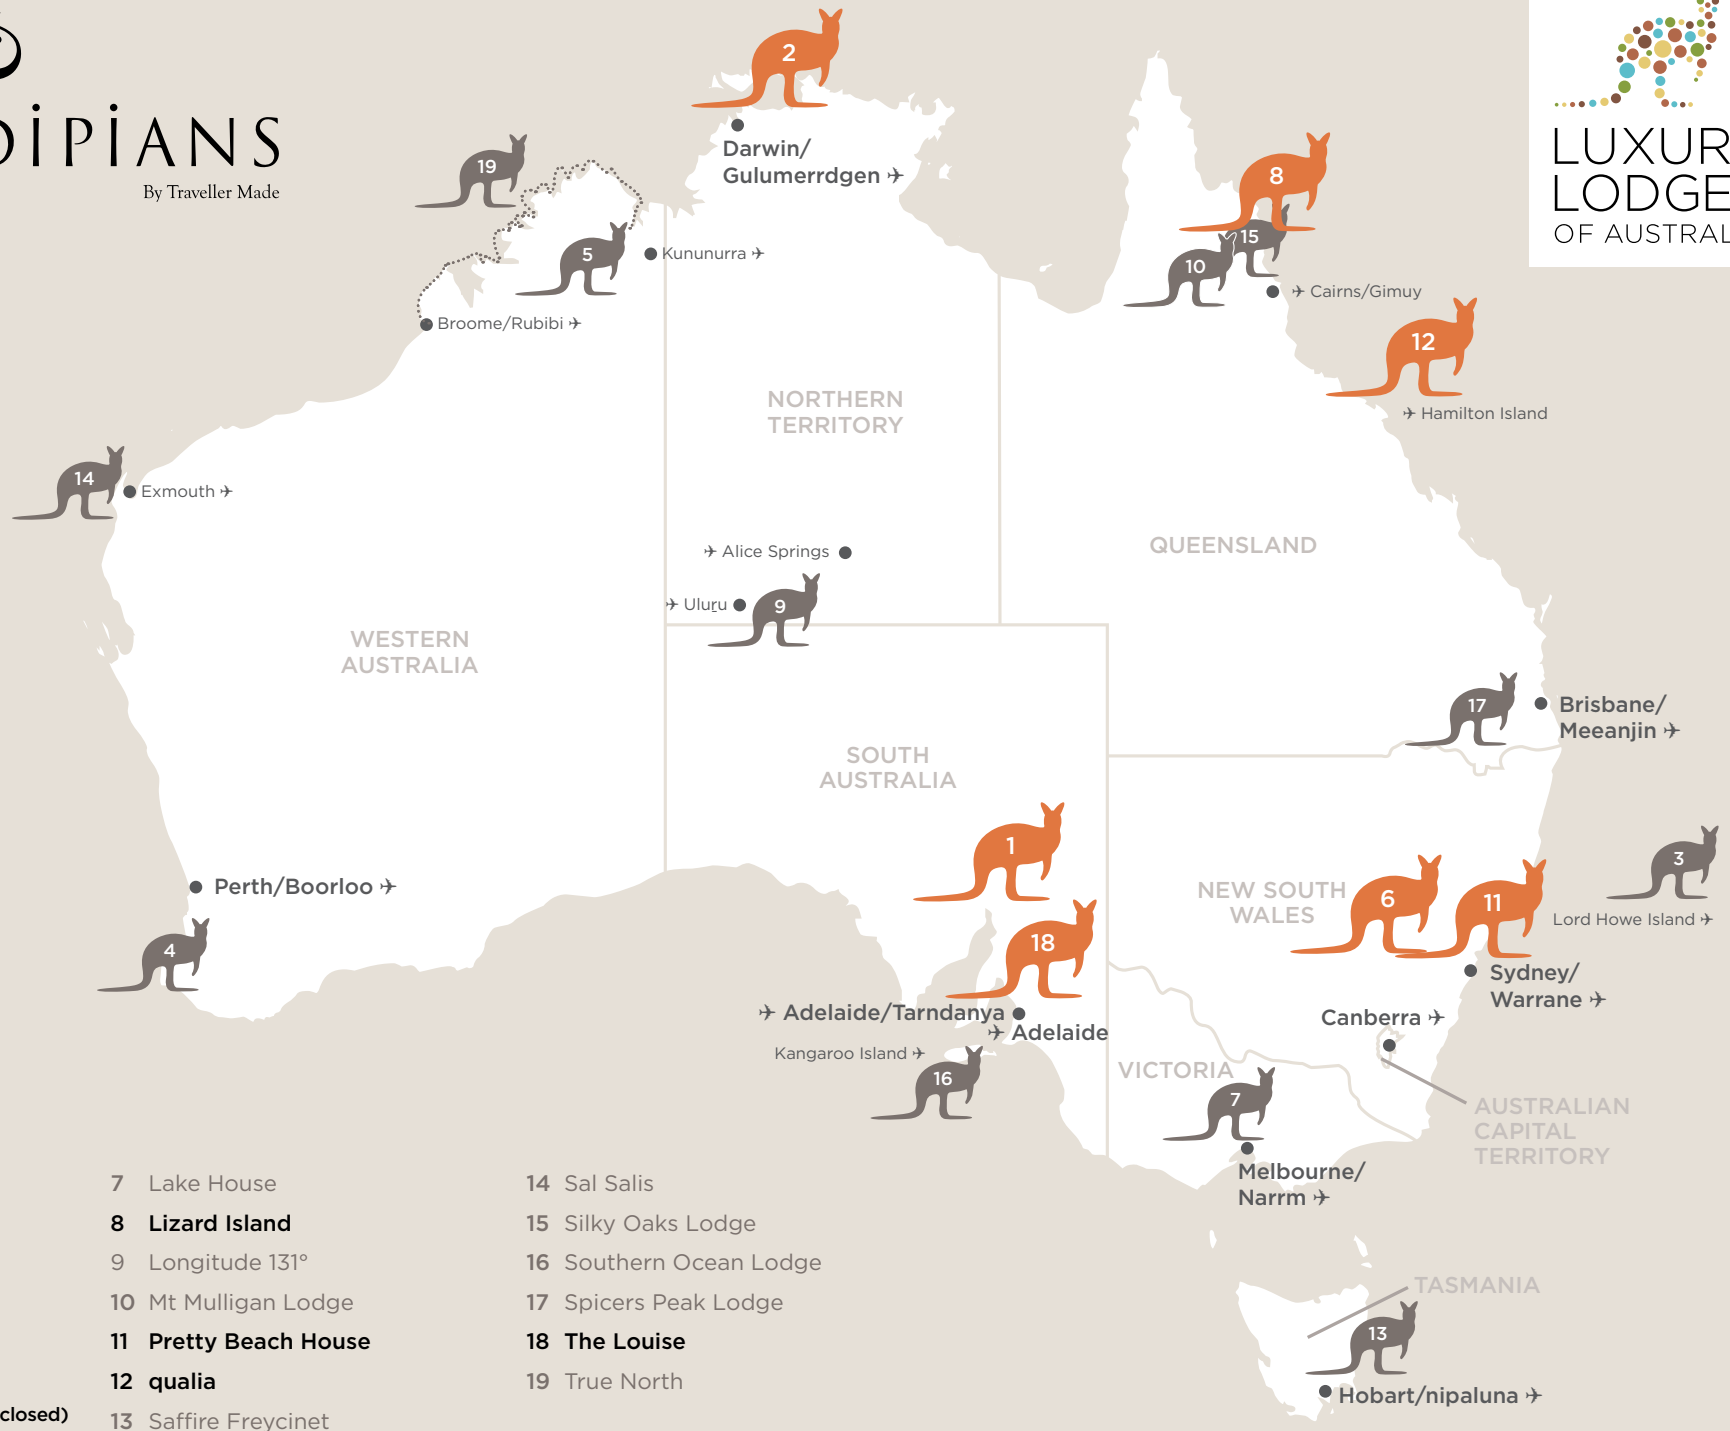 By Traveller Made
LUXUR
LODGE
OF AUSTRAL
2
Darwin/
Gulumerrdgen ✈
19
5
Kununurra ✈
Broome/Rubibi ✈
8
15
10
✈ Cairns/Gimuy
12
✈ Hamilton Island
NORTHERN
TERRITORY
14
Exmouth ✈
✈ Alice Springs
✈ Uluṟu
9
QUEENSLAND
WESTERN
AUSTRALIA
17
Brisbane/
Meeanjin ✈
SOUTH
AUSTRALIA
1
3
Lord Howe Island ✈
NEW SOUTH
WALES
6
11
Perth/Boorloo ✈
4
18
Sydney/
Warrane ✈
✈ Adelaide/Tarndanya
✈ Adelaide
Canberra ✈
Kangaroo Island ✈
16
VICTORIA
7
AUSTRALIAN
CAPITAL
TERRITORY
Melbourne/
Narrm ✈
TASMANIA
13
Hobart/nipaluna ✈
7 Lake House
8 Lizard Island
9 Longitude 131°
10 Mt Mulligan Lodge
11 Pretty Beach House
12 qualia
13 Saffire Freycinet
14 Sal Salis
15 Silky Oaks Lodge
16 Southern Ocean Lodge
17 Spicers Peak Lodge
18 The Louise
19 True North
closed)